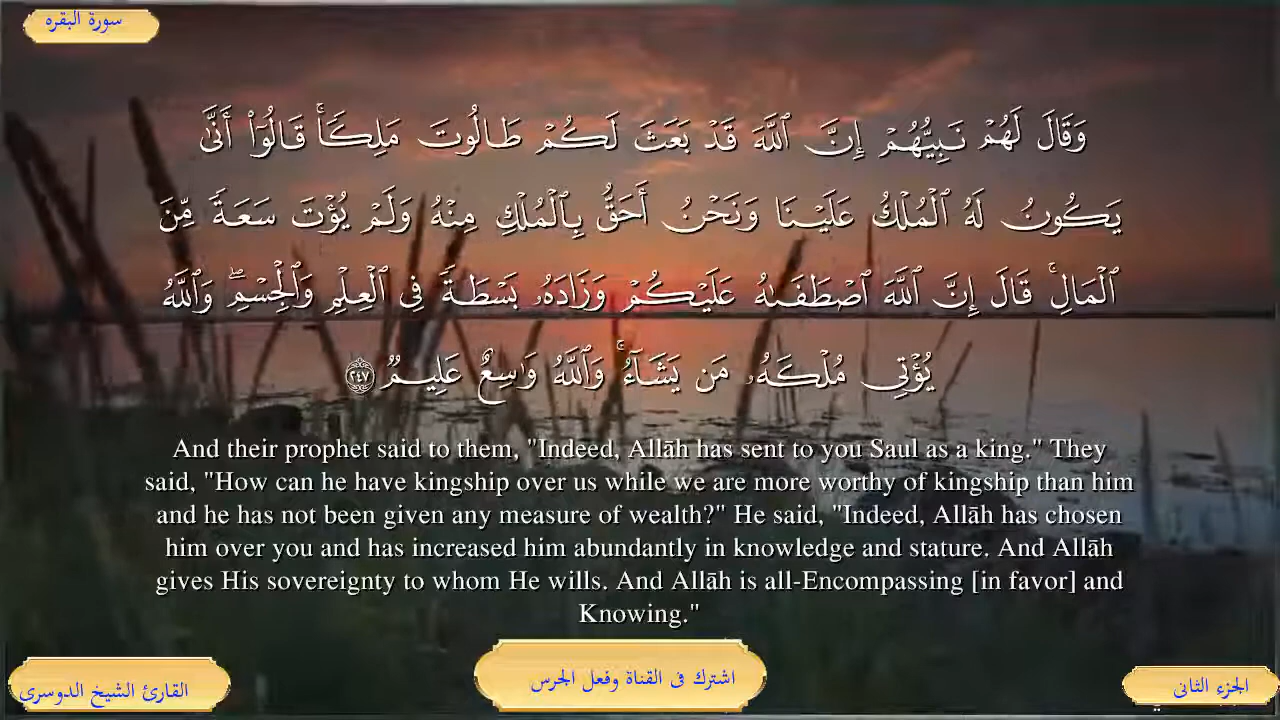 سورة البقره
وَقَالَ لَهُمْ نَبِيُّهُمْ إِنَّ ٱللَّهَ قَدْ بَعَثَ لَكُمْ طَالُوتَ مَلِكًاۚ قَالُوٓا۟ أَنَّىٰ
يَكُونُ لَهُ ٱلْمُلْكُ عَلَيْنَا وَنَحْنُ أَحَقُّ بِٱلْمُلْكِ مِنْهُ وَلَمْ يُؤْتَ سَعَةً مِّنَ
ٱلْمَالِۚ قَالَ إِنَّ ٱللَّهَ ٱصْطَفَىٰهُ عَلَيْكُمْ وَزَادَهُۥ بَسْطَةً فِى ٱلْعِلْمِ وَٱلْجِسْمِۖ وَٱللَّهُ
يُؤْتِى مُلْكَهُۥ مَن يَشَآءُۚ وَٱللَّهُ وَٰسِعٌ عَلِيمٌ ٢٤٧
And their prophet said to them, "Indeed, Allāh has sent to you Saul as a king." They
said, "How can he have kingship over us while we are more worthy of kingship than him
and he has not been given any measure of wealth?" He said, "Indeed, Allāh has chosen
him over you and has increased him abundantly in knowledge and stature. And Allāh
gives His sovereignty to whom He wills. And Allāh is all-Encompassing [in favor] and
Knowing."
الجزء الثانى
اشترك فى القناة وفعل الجرس
القارئ الشيخ الدوسرى